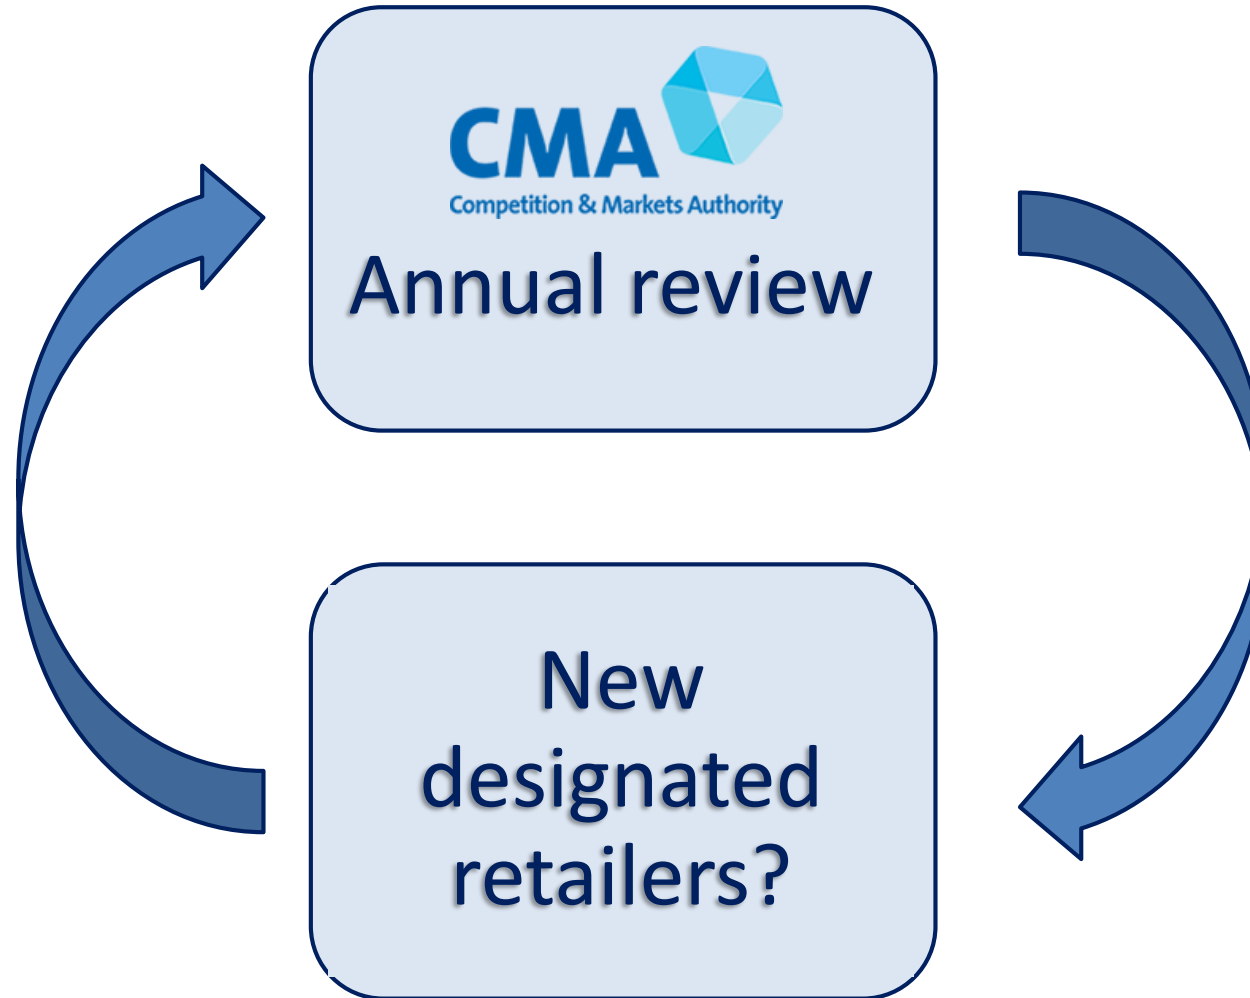 CMA
Competition & Markets Authority
Annual review
New
designated
retailers?